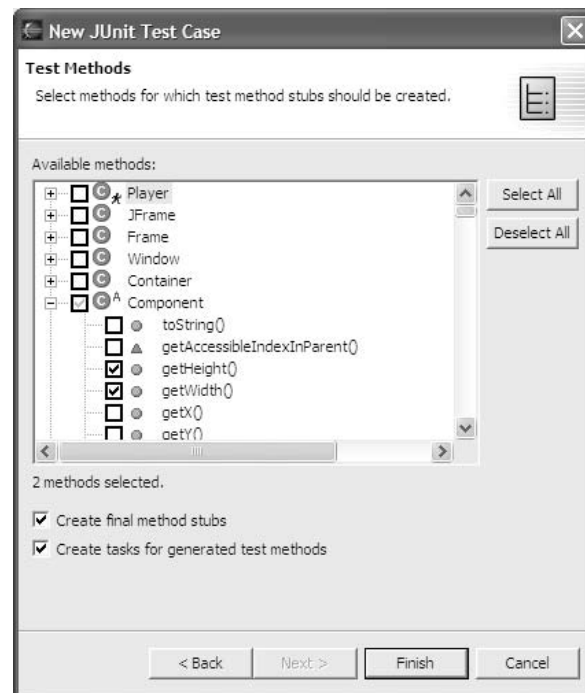 New JUnit Test Case
Test Methods
Select methods for which test method stubs should be created.
Available methods:
Player
JFrame
Frame
Window
Container
A Component
toString()
getAccessibleIndexInParent()
getHeight()
getWidth()
getX()
getY()
Select All
Deselect All
2 methods selected.
Create final method stubs
Create tasks for generated test methods
< Back
Next >
Finish
Cancel